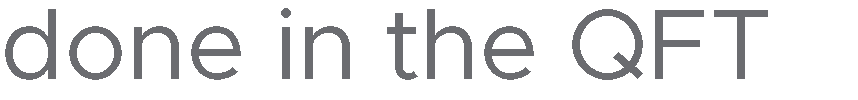 done in the QFT